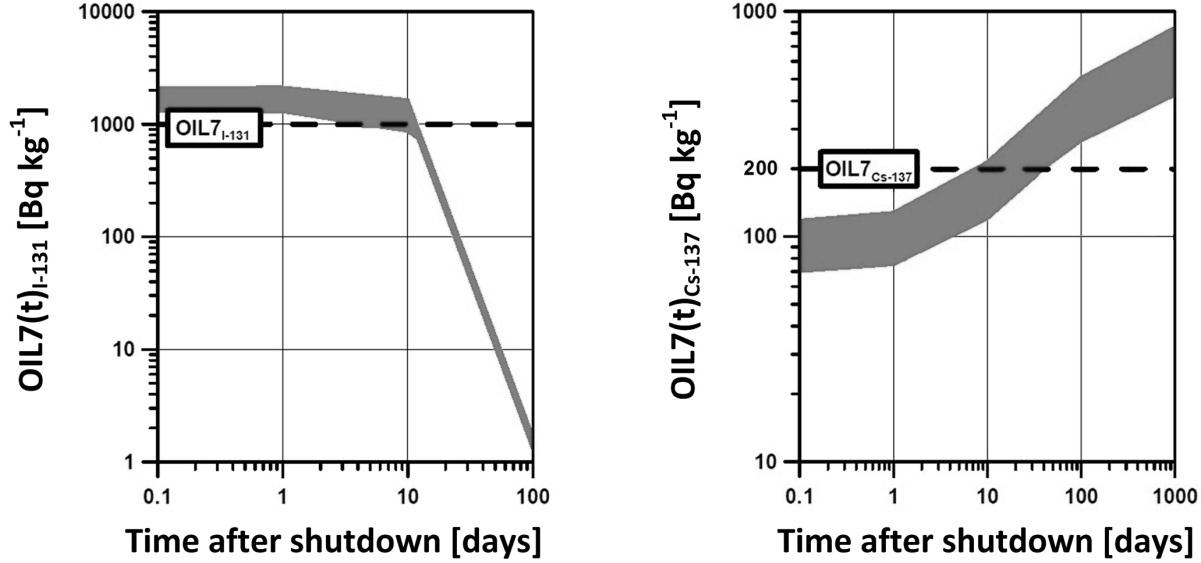 OIL7(t)I-131 [Bq kg-1]
10000
1000
100
10
1
OIL7I-131
0.1 1 10 100
Time after shutdown [days]
OIL7(t)Cs-137 [Bq kg-1]
1000
200
100
10
OIL7Cs-137
0.1 1 10 100 1000
Time after shutdown [days]